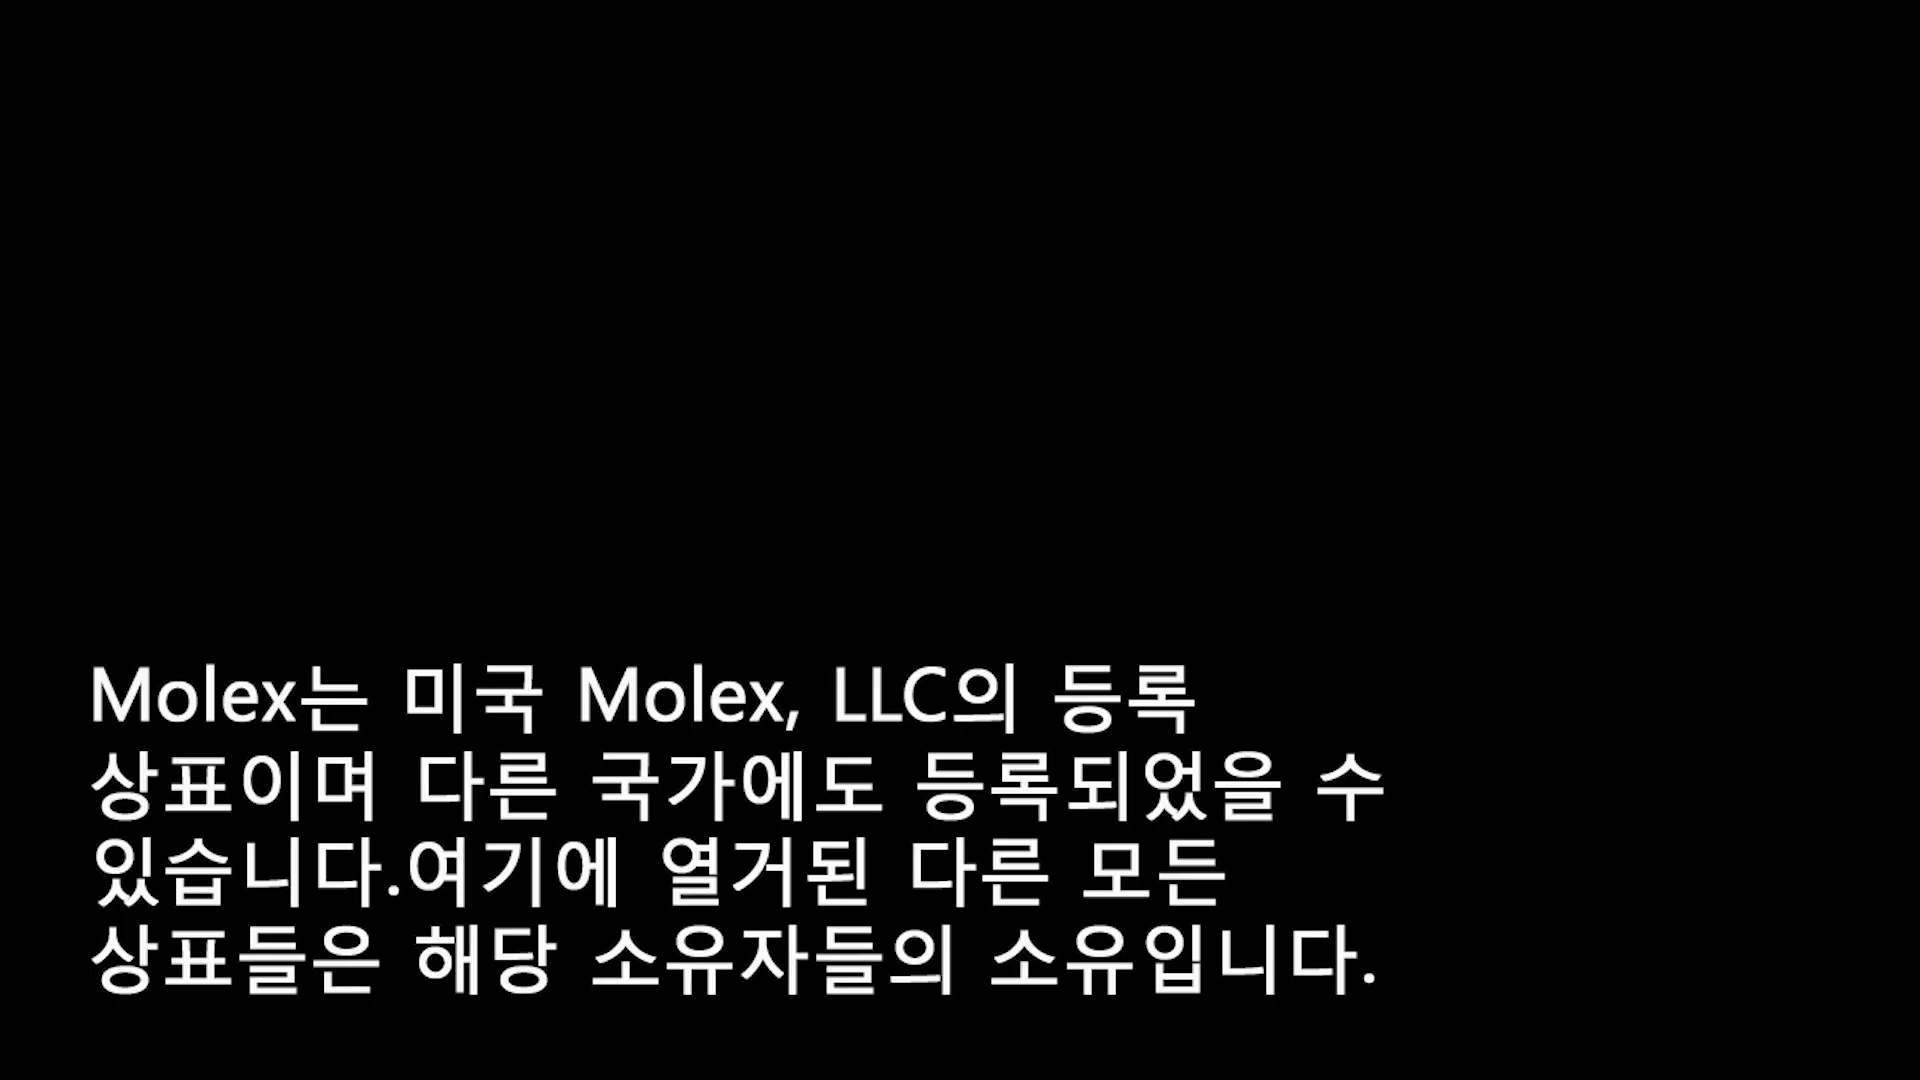 Molex는 미국 Molex, LLC의 등록
상표이며 다른 국가에도 등록되었을 수
있습니다.여기에 열거된 다른 모든
상표들은 해당 소유자들의 소유입니다.